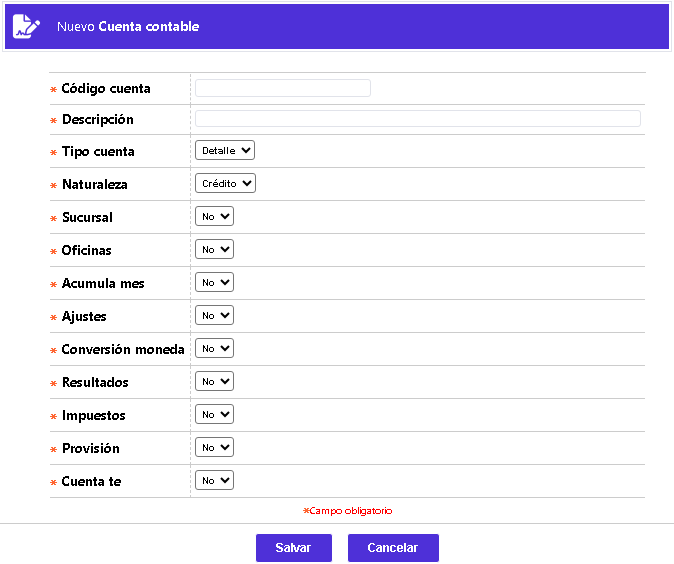 Nuevo Cuenta contable
* Código cuenta
* Descripción
* Tipo cuenta Detalle
* Naturaleza Crédito
* Sucursal No
* Oficinas No
* Acumula mes No
* Ajustes No
* Conversión moneda No
* Resultados No
* Impuestos No
* Provisión No
* Cuenta te No
*Campo obligatorio
Salvar Cancelar